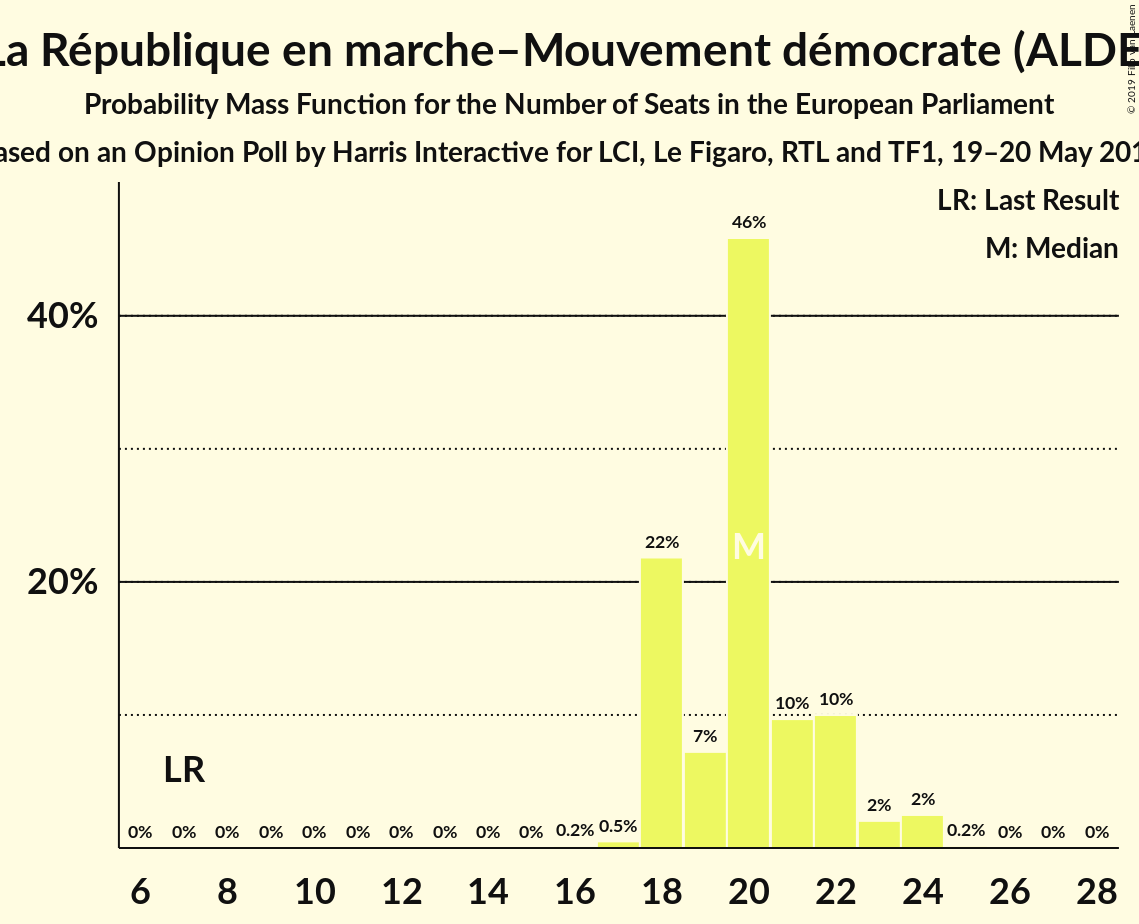 La République en marche–Mouvement démocrate (ALDE
Probability Mass Function for the Number of Seats in the European Parliament
ased on an Opinion Poll by Harris Interactive for LCI, Le Figaro, RTL and TF1, 19–20 May 201
LR: Last Result
M: Median
46%
40%
22%
M
20%
10% 10%
7%
LR
2% 2%
0% 0% 0% 0% 0% 0% 0% 0% 0% 0% 0.2% 0.5% 0.2% 0% 0% 0%
6 8 10 12 14 16 18 20 22 24 26 28
© 2019